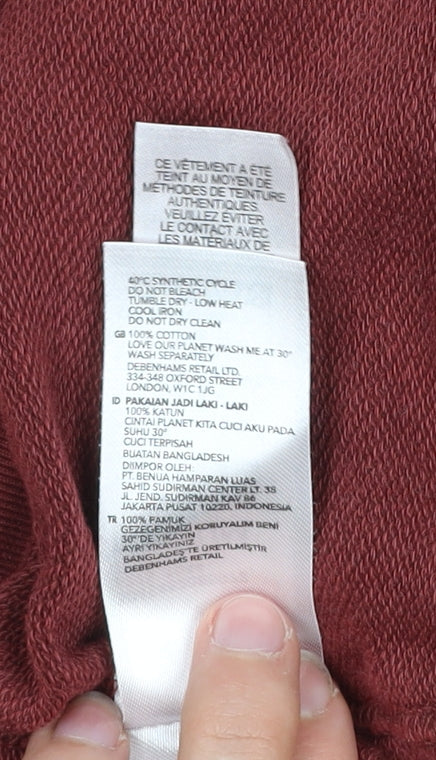 CE VÊTEMENT A ÉTÉ
TEINT AU MOYEN DE
MÉTHODES DE TEINTURE
AUTHENTIQUES.
VEUILLEZ ÉVITER
LE CONTACT AVEC
LES MATÉRIAUX DE
40°C SYNTHETIC CYCLE
DO NOT BLEACH
TUMBLE DRY - LOW HEAT
COOL IRON
DO NOT DRY CLEAN
GB 100% COTTON
LOVE OUR PLANET WASH ME AT 30°
WASH SEPARATELY
DEBENHAMS RETAIL LTD.
334-348 OXFORD STREET
LONDON, W1C 1JG
ID PAKAIAN JADI LAKI - LAKI
100% KATUN
CINTAI PLANET KITA CUCI AKU PADA
SUHU 30°
CUCI TERPISAH
BUATAN BANGLADESH
DIIMPOR OLEH:
PT. BENUA HAMPARAN LUAS
SAHID SUDIRMAN CENTER LT. 38
JL. JEND. SUDIRMAN KAV 86
JAKARTA PUSAT 10220, INDONESIA
TR 100% PAMUK
GEZEGENİMİZİ KORUYALIM BENİ
30°'DE YIKAYIN
AYRI YIKAYINIZ
BANGLADEŞ'TE ÜRETİLMİŞTİR
DEBENHAMS RETAIL